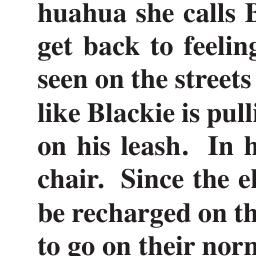 huahua she calls
get back to feeling
seen on the streets
like Blackie is pulli
on his leash. In
chair. Since the el
be recharged on th
to go on their norn